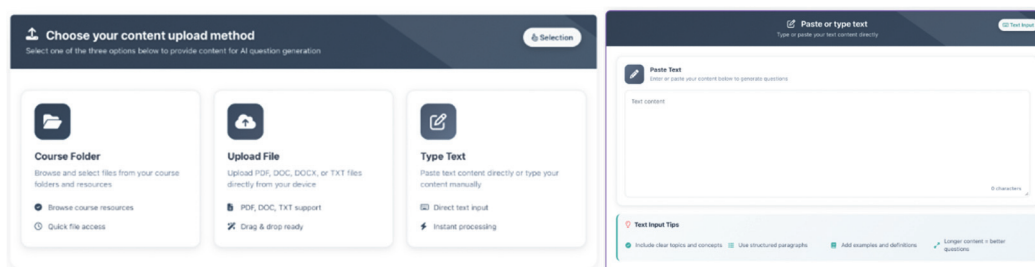 Choose your content upload method
Select one of the three options below to provide content for AI question generation
Selection
Course Folder
Browse and select files from your course
folders and resources
Browse course resources
Quick file access
Upload File
Upload PDF, DOC, DOCX, or TXT files
directly from your device
PDF, DOC, TXT support
Drag & drop ready
Type Text
Paste text content directly or type your
content manually
Direct text input
Instant processing
Paste or type text
Type or paste your text content directly
Text Input
Paste Text
Enter or paste your content below to generate questions
Text content
0 characters
Text Input Tips
Include clear topics and concepts
Use structured paragraphs
Add examples and definitions
Longer content = better
questions